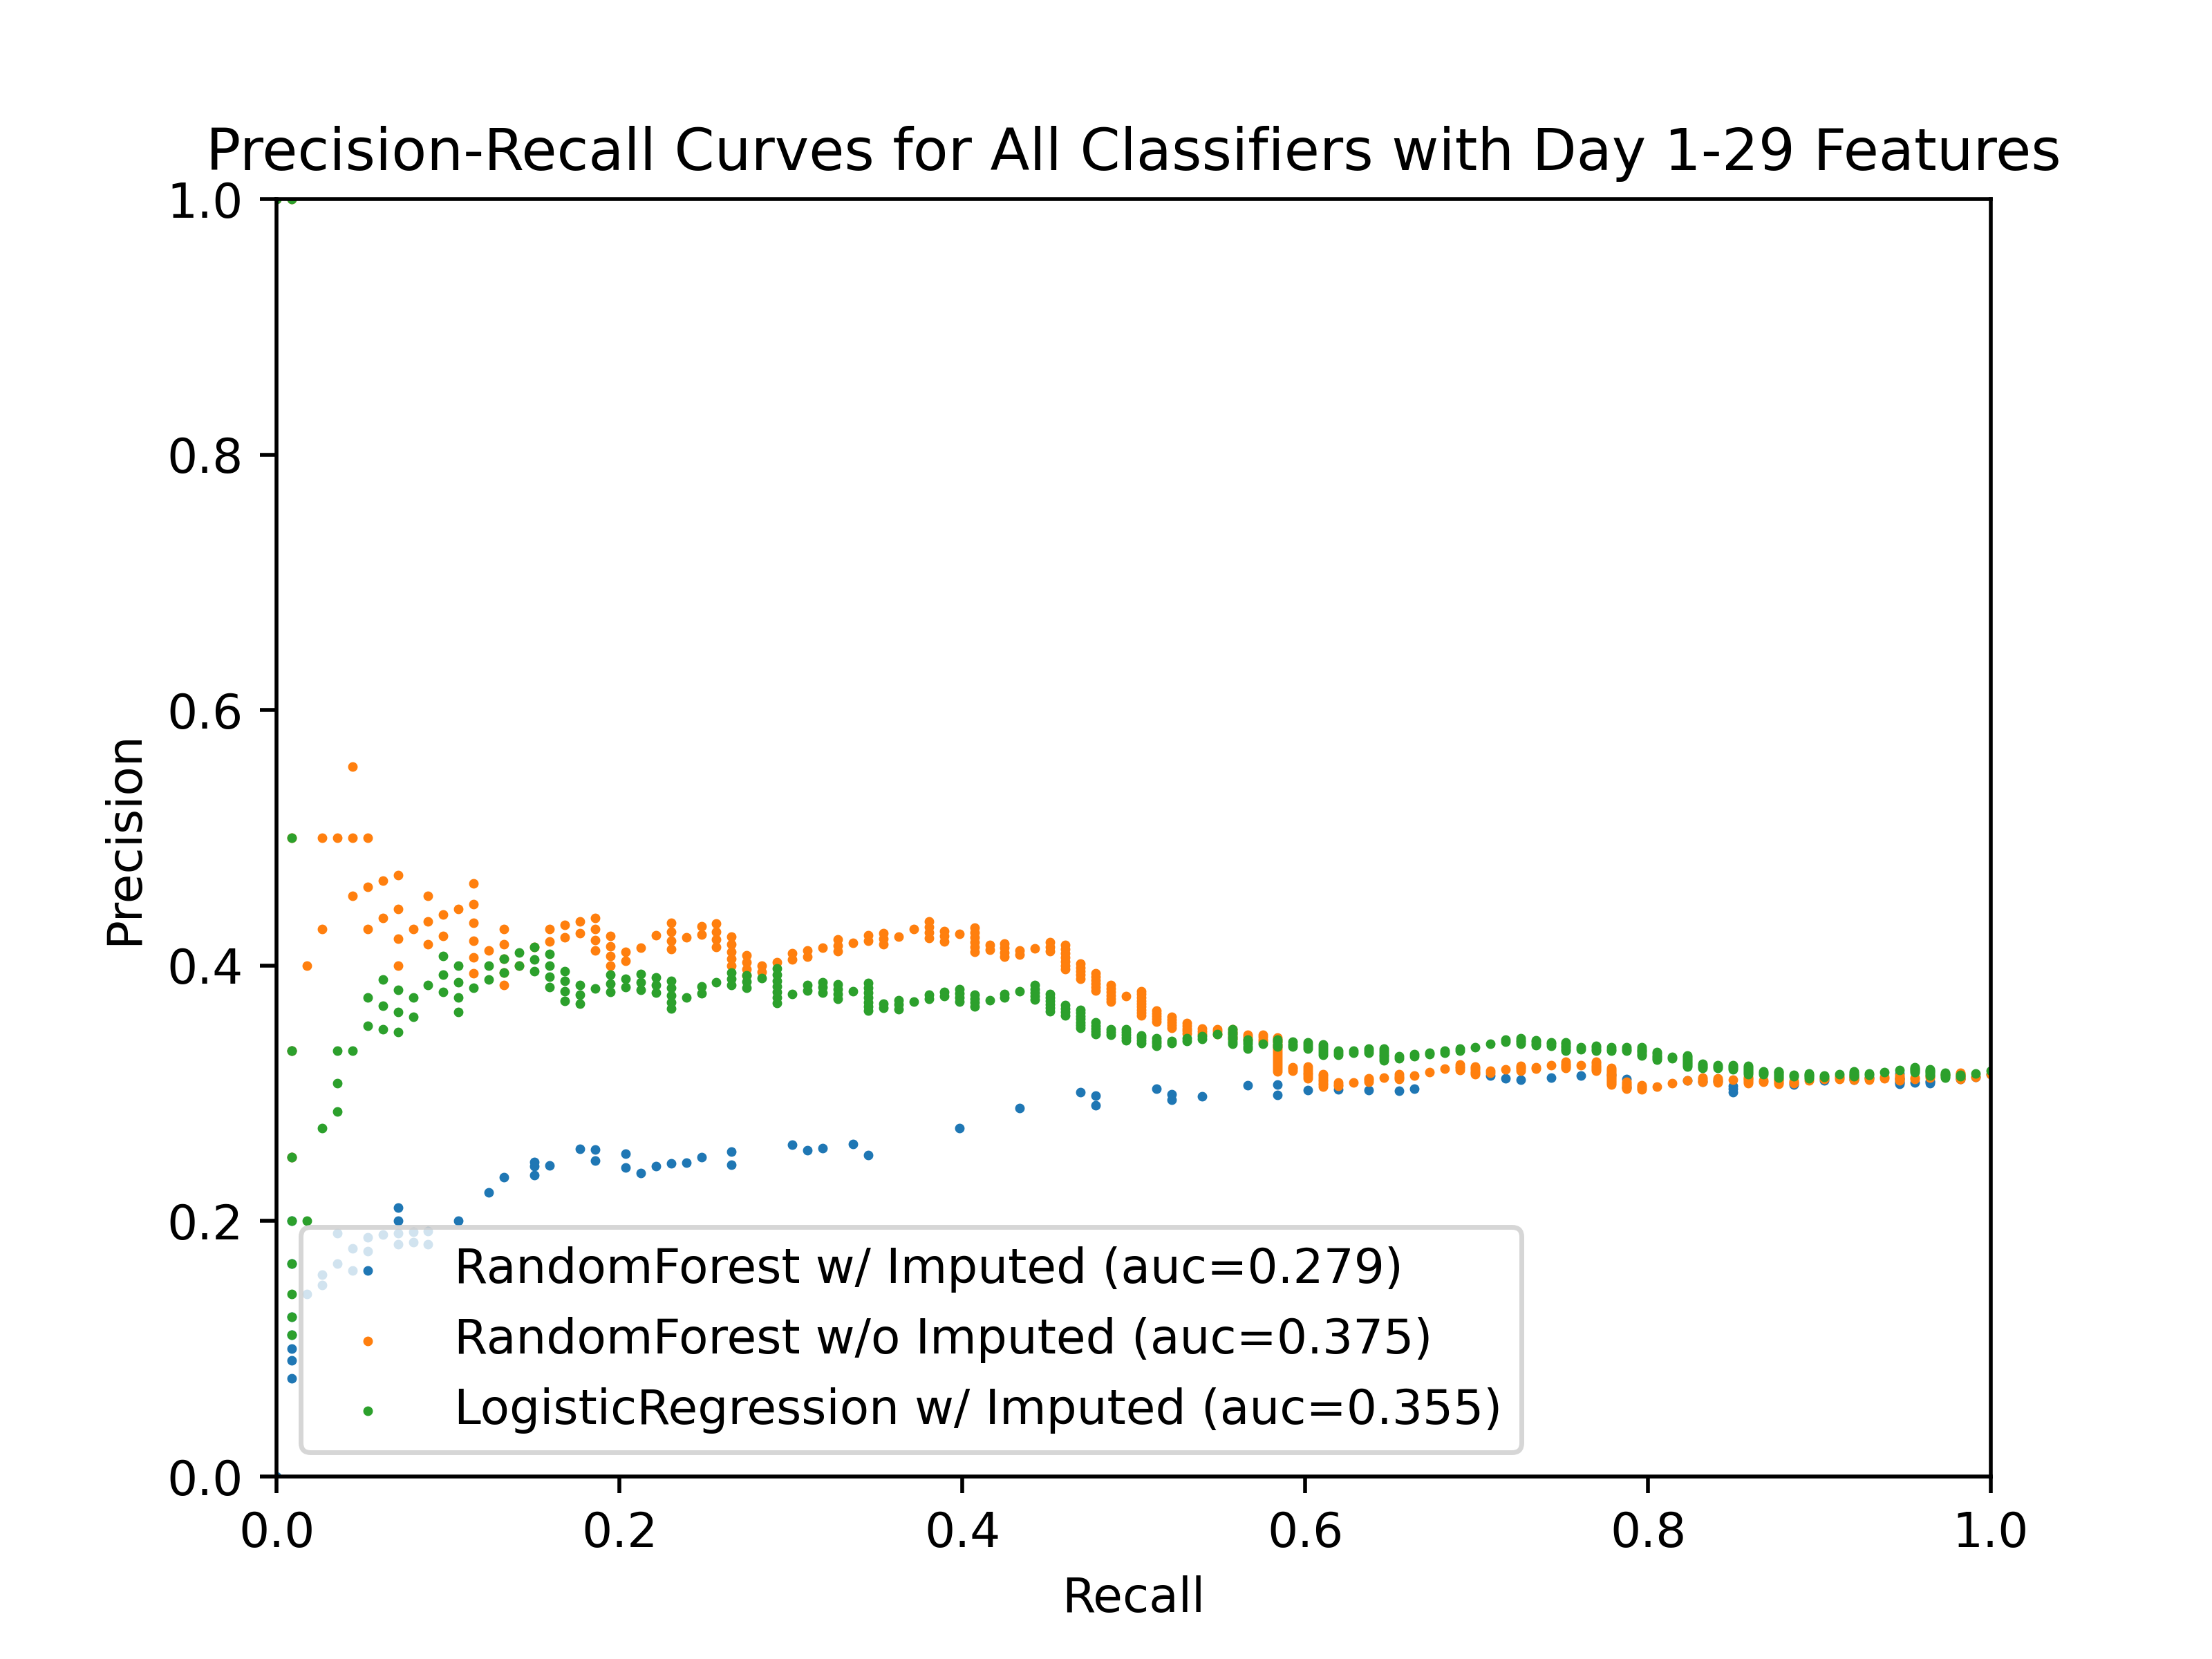 Precision-Recall Curves for All Classifiers with Day 1-29 Features
1.0
0.8
0.6
0.4
0.2
0.0
Precision
RandomForest w/ Imputed (auc=0.279)
RandomForest w/o Imputed (auc=0.375)
LogisticRegression w/ Imputed (auc=0.355)
0.0 0.2 0.4 0.6 0.8 1.0
Recall